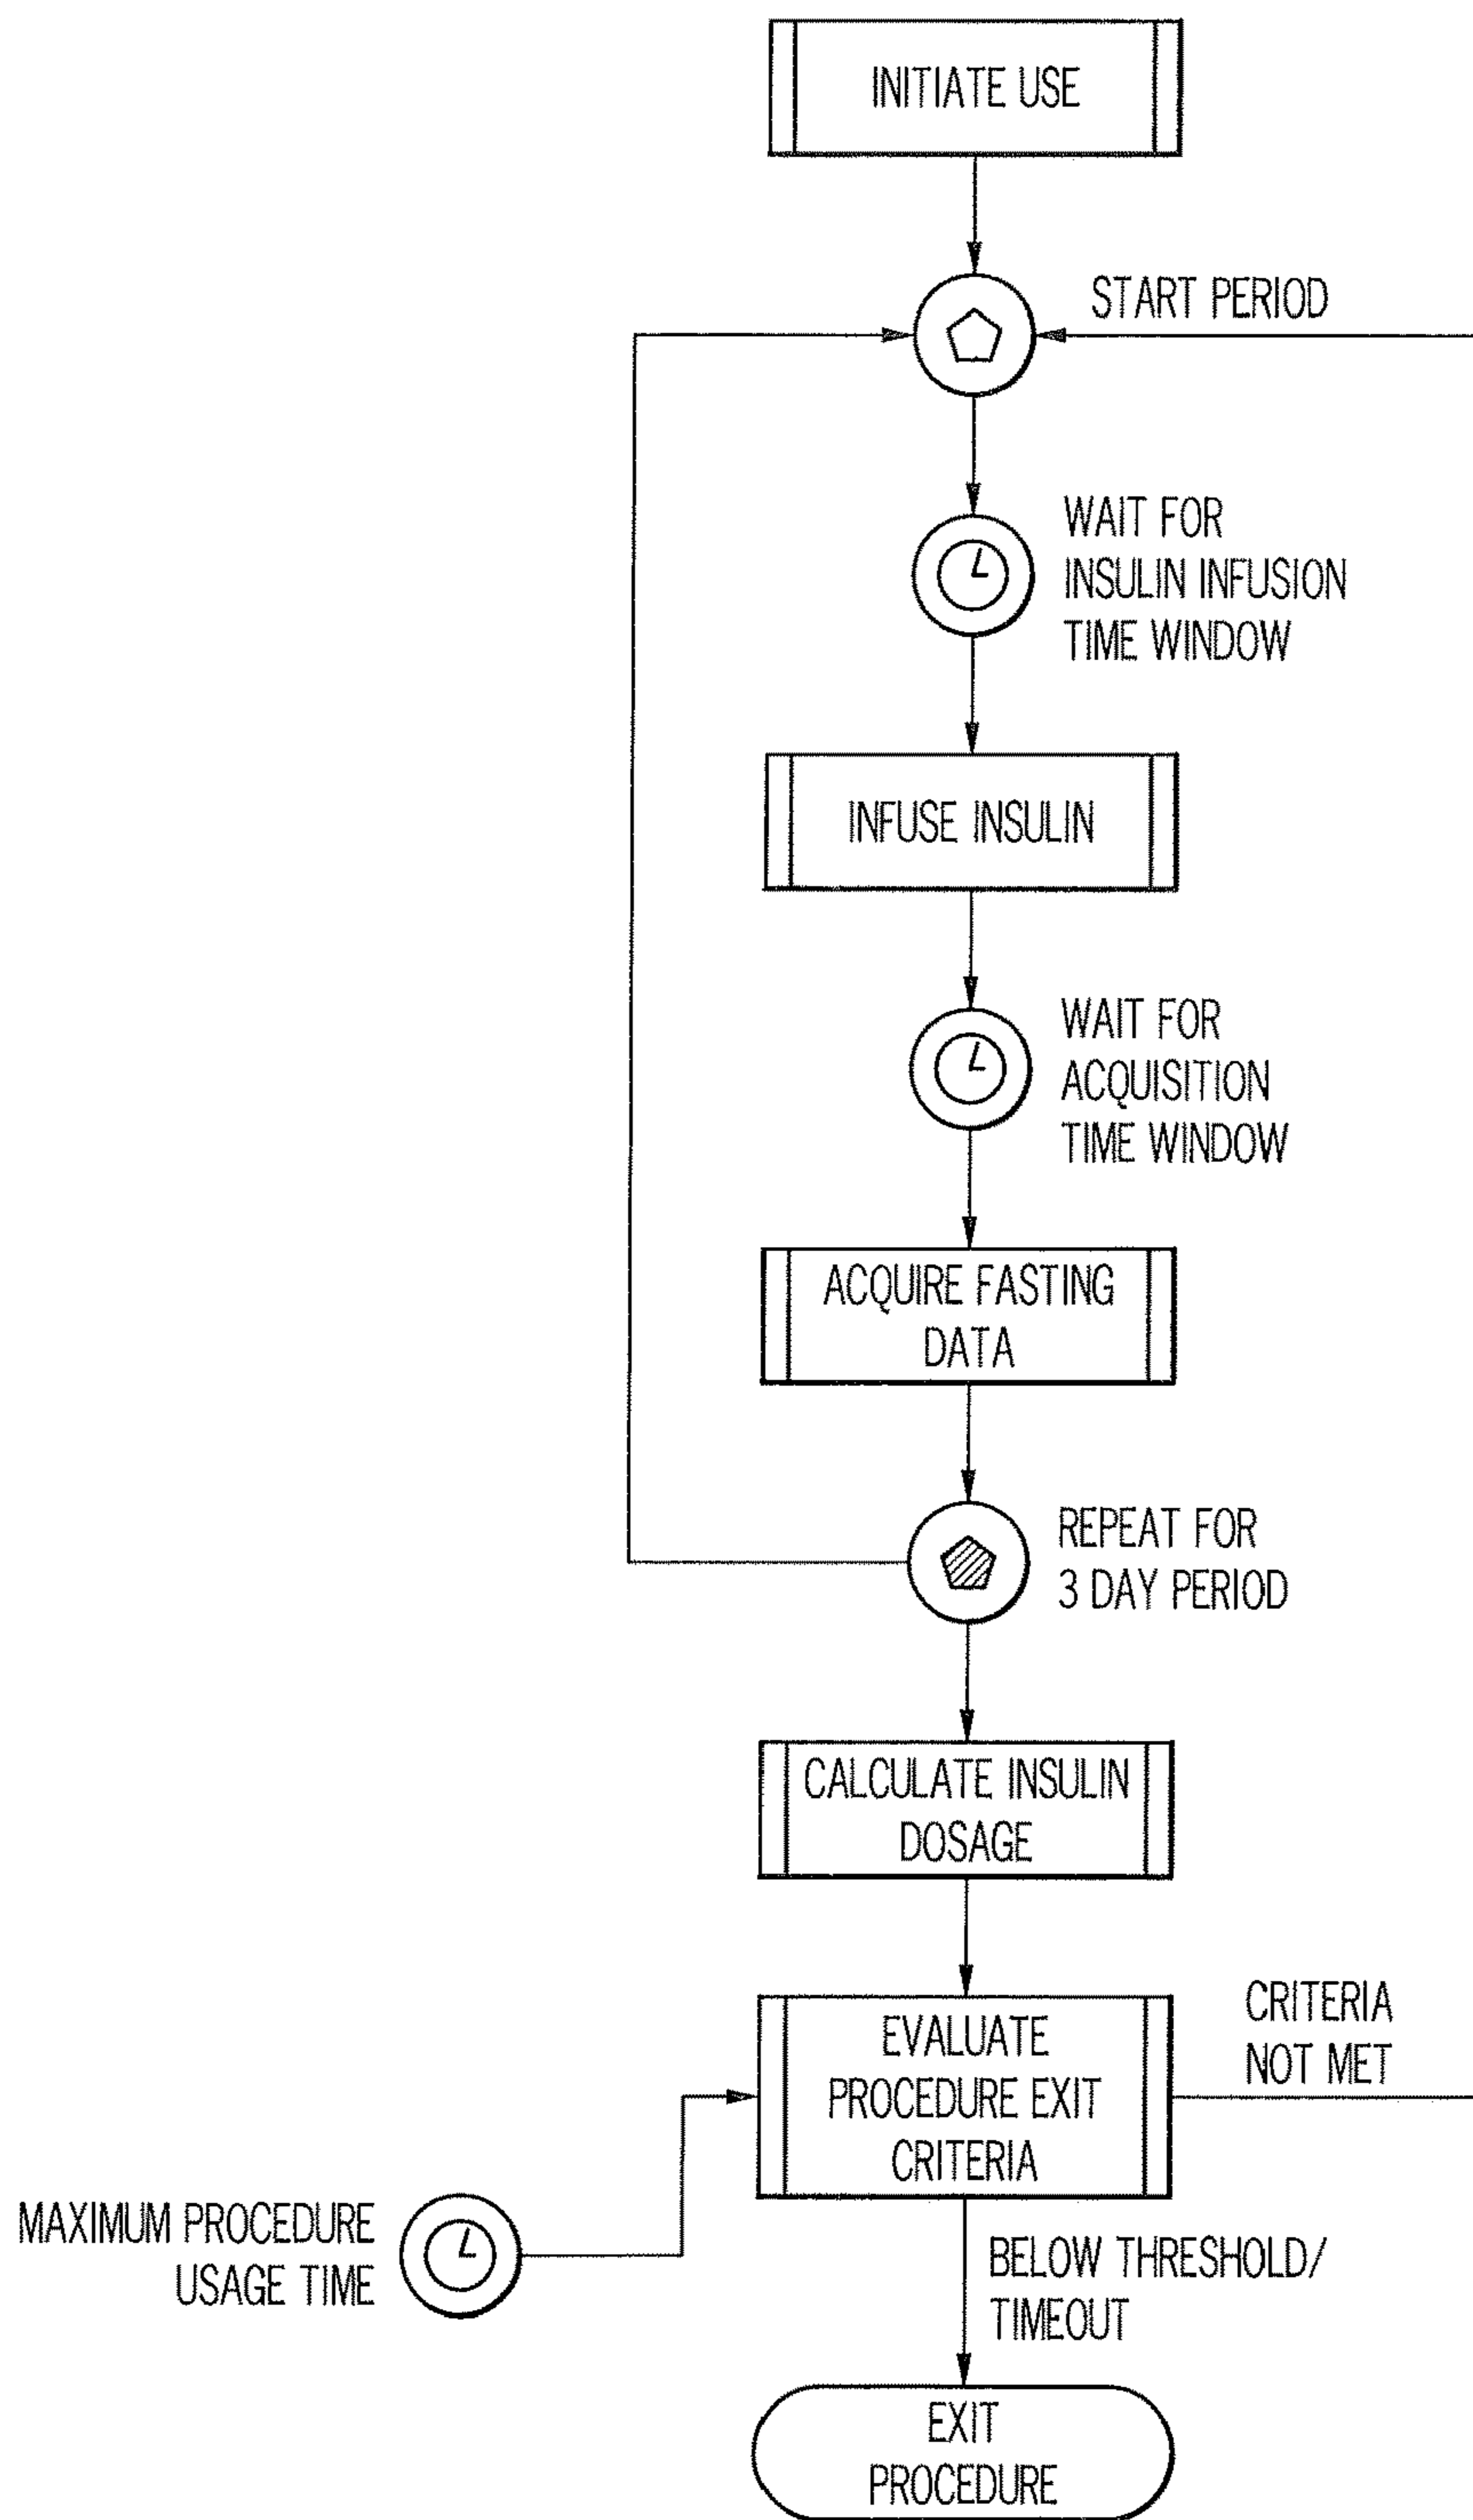 INITIATE USE
START PERIOD
WAIT FOR
INSULIN INFUSION
TIME WINDOW
INFUSE INSULIN
WAIT FOR
ACQUISITION
TIME WINDOW
ACQUIRE FASTING
DATA
REPEAT FOR
3 DAY PERIOD
CALCULATE INSULIN
DOSAGE
EVALUATE
PROCEDURE EXIT
CRITERIA
CRITERIA
NOT MET
MAXIMUM PROCEDURE
USAGE TIME
BELOW THRESHOLD/
TIMEOUT
EXIT
PROCEDURE